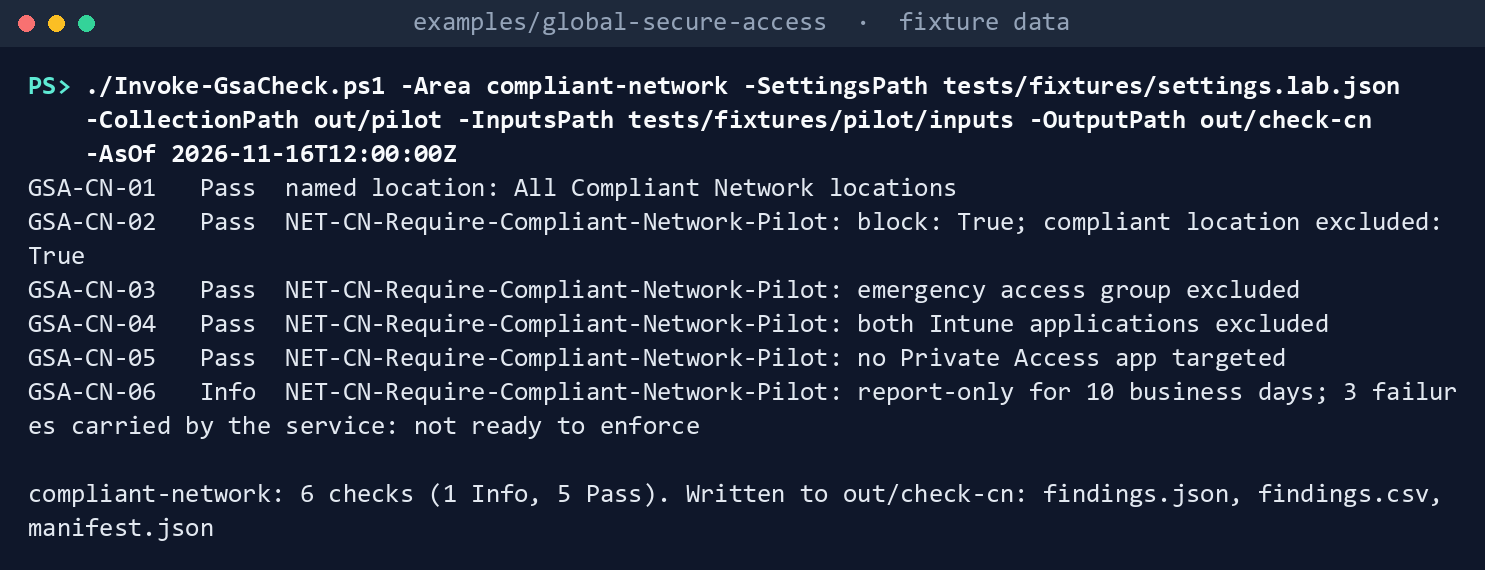 examples/global-secure-access · fixture data
PS> ./Invoke-GsaCheck.ps1 -Area compliant-network -SettingsPath tests/fixtures/settings.lab.json
-CollectionPath out/pilot -InputsPath tests/fixtures/pilot/inputs -OutputPath out/check-cn
-AsOf 2026-11-16T12:00:00Z
GSA-CN-01   Pass  named location: All Compliant Network locations
GSA-CN-02   Pass  NET-CN-Require-Compliant-Network-Pilot: block: True; compliant location excluded:
True
GSA-CN-03   Pass  NET-CN-Require-Compliant-Network-Pilot: emergency access group excluded
GSA-CN-04   Pass  NET-CN-Require-Compliant-Network-Pilot: both Intune applications excluded
GSA-CN-05   Pass  NET-CN-Require-Compliant-Network-Pilot: no Private Access app targeted
GSA-CN-06   Info  NET-CN-Require-Compliant-Network-Pilot: report-only for 10 business days; 3 failur
es carried by the service: not ready to enforce
compliant-network: 6 checks (1 Info, 5 Pass). Written to out/check-cn: findings.json, findings.csv,
manifest.json